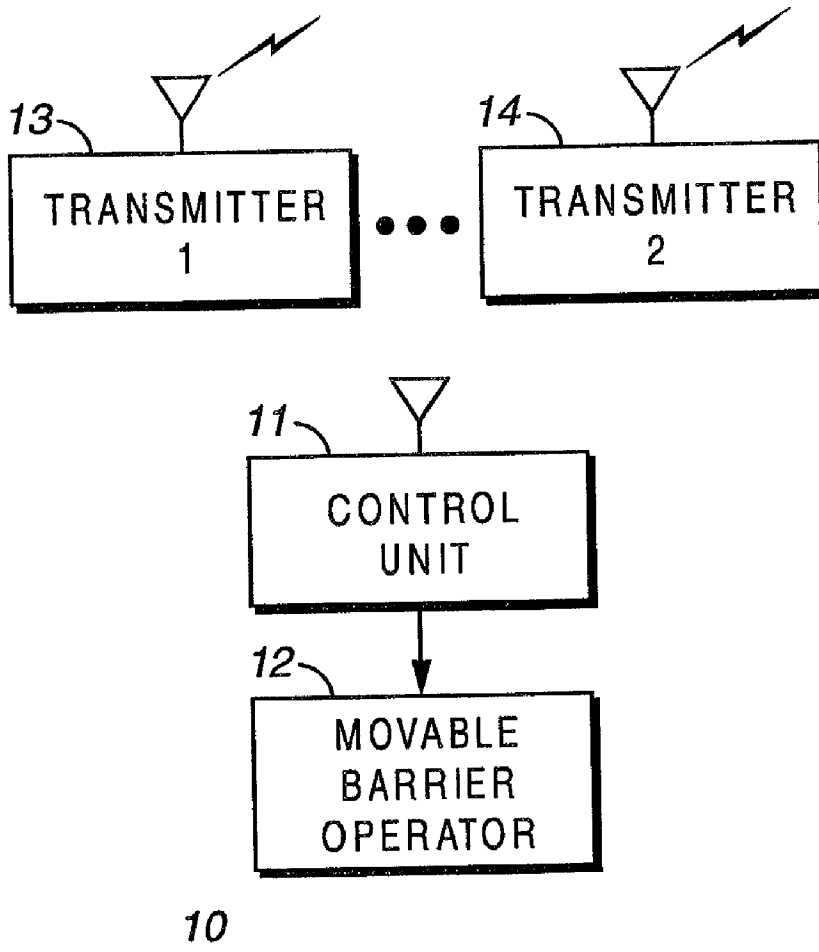 13
TRANSMITTER
1
14
TRANSMITTER
2
11
CONTROL
UNIT
12
MOVABLE
BARRIER
OPERATOR
10